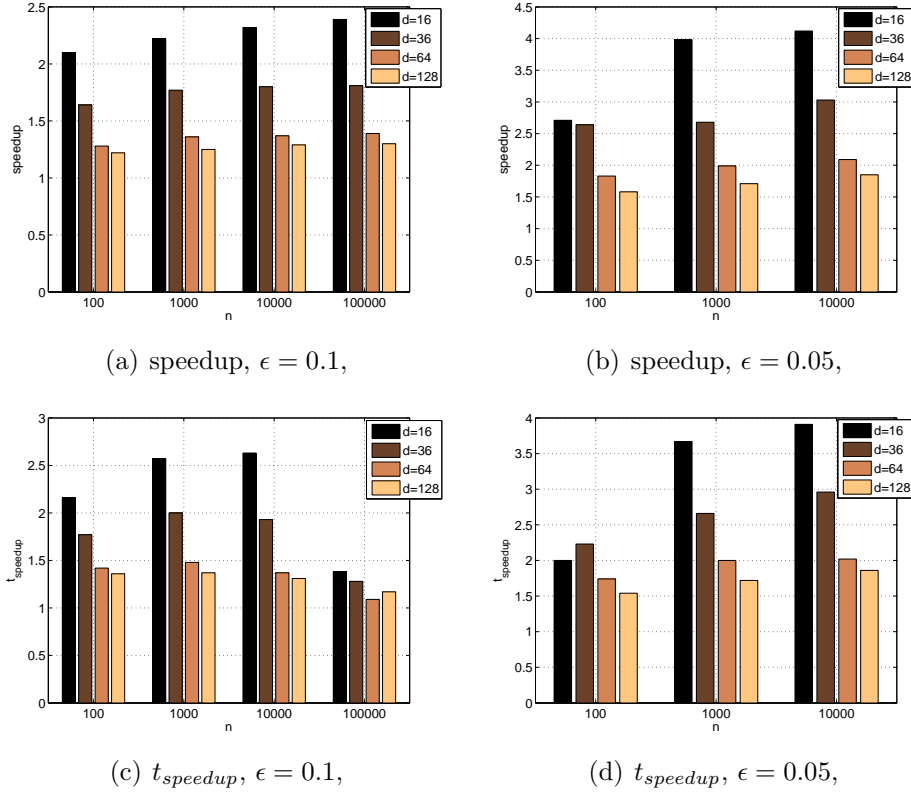 2.5
2
1.5
1
0.5
0
speedup
100
1000
10000
100000
n
d=16
d=36
d=64
d=128
(a) speedup, ϵ = 0.1,
4.5
4
3.5
3
2.5
2
1.5
1
0.5
0
speedup
100
1000
10000
n
d=16
d=36
d=64
d=128
(b) speedup, ϵ = 0.05,
3
2.5
2
1.5
1
0.5
0
t_speedup
100
1000
10000
100000
n
d=16
d=36
d=64
d=128
(c) t_speedup, ϵ = 0.1,
4
3.5
3
2.5
2
1.5
1
0.5
0
t_speedup
100
1000
10000
n
d=16
d=36
d=64
d=128
(d) t_speedup, ϵ = 0.05,